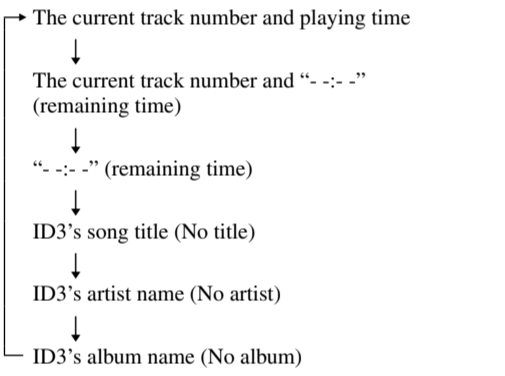 The current track number and playing time
The current track number and “- -:- -”
(remaining time)
“- -:- -” (remaining time)
ID3’s song title (No title)
ID3’s artist name (No artist)
ID3’s album name (No album)